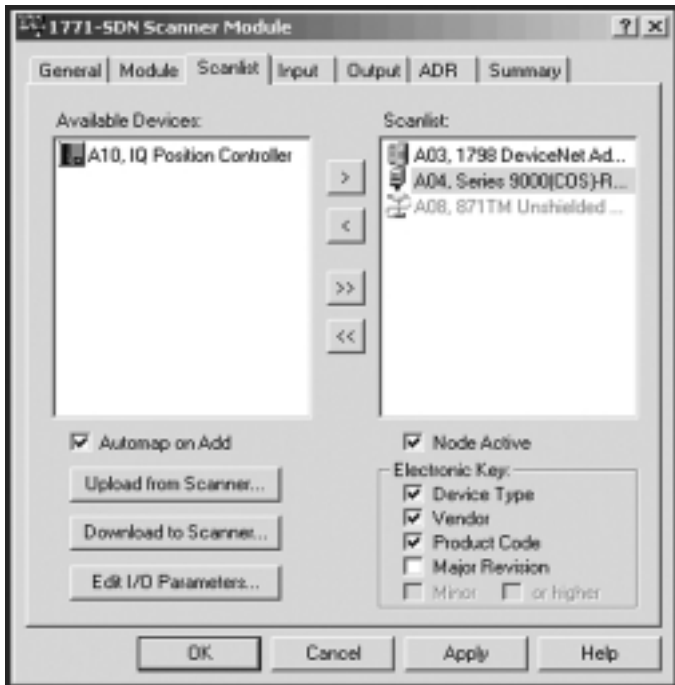 1771-SDN Scanner Module
General Module Scanlist Input Output ADR Summary
Available Devices:
A10, IQ Position Controller
>
<
>>
<<
Scanlist:
A03, 1798 DeviceNet Ad...
A04, Series 9000(COS)-R...
A08, 871TM Unshielded ...
Automap on Add
Upload from Scanner...
Download to Scanner...
Edit I/O Parameters...
Node Active
Electronic Key:
Device Type
Vendor
Product Code
Major Revision
Minor or higher
OK Cancel Apply Help